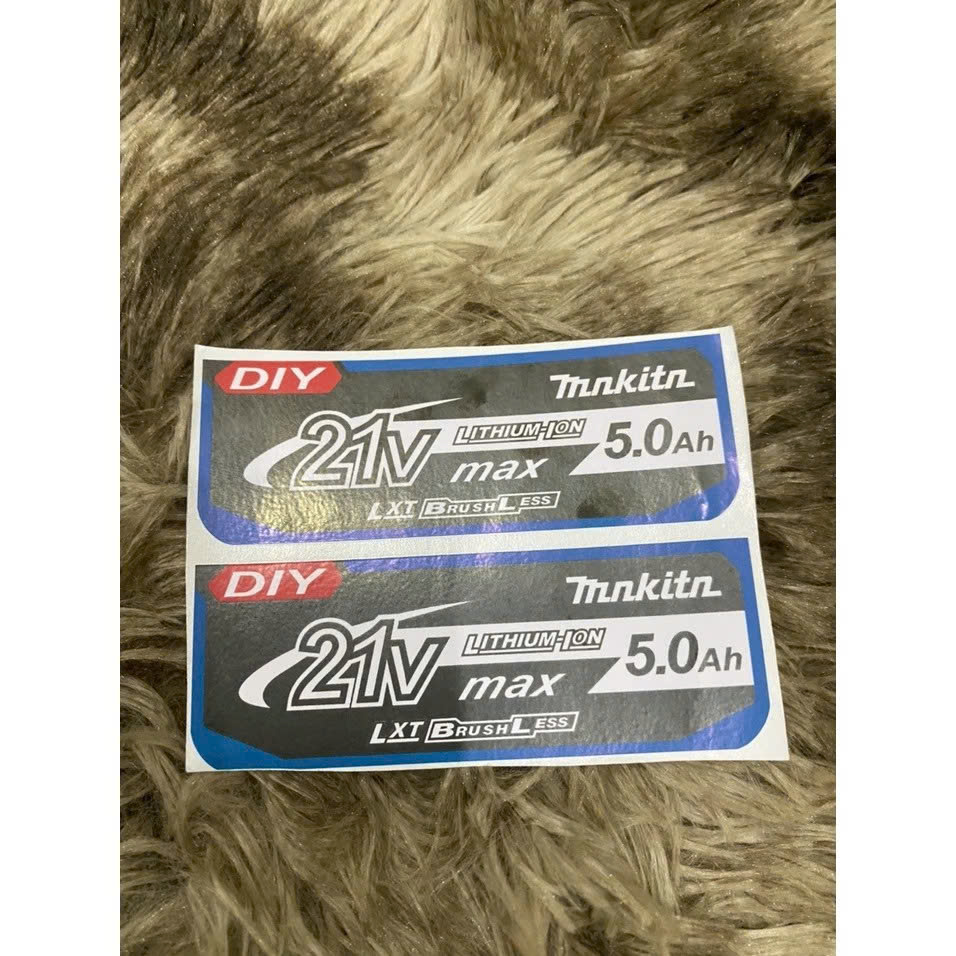 DIY
mnkitn
21V LITHIUM-ION 5.0Ah
max
LXT BRUSHLESS
DIY
mnkitn
21V LITHIUM-ION 5.0Ah
max
LXT BRUSHLESS